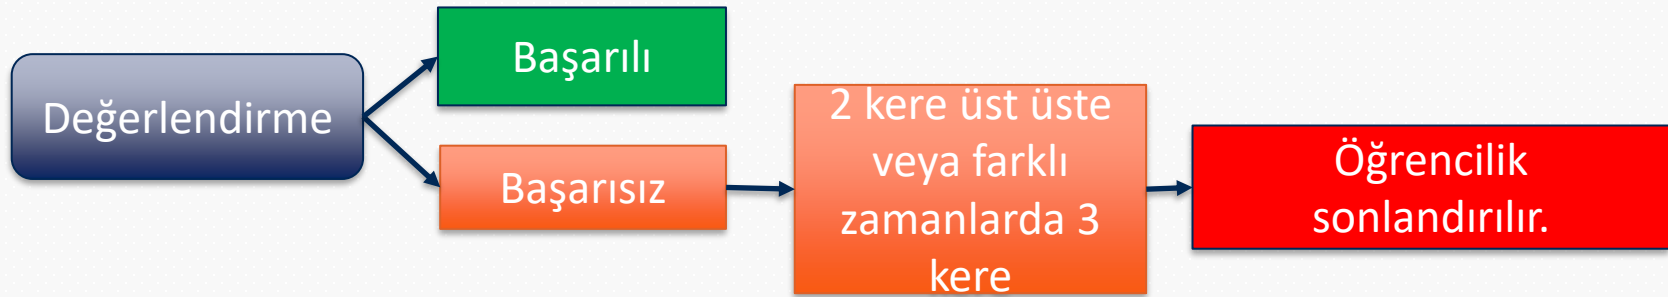 Değerlendirme
Başarılı
Başarısız
2 kere üst üste
veya farklı
zamanlarda 3
kere
Öğrencilik
sonlandırılır.